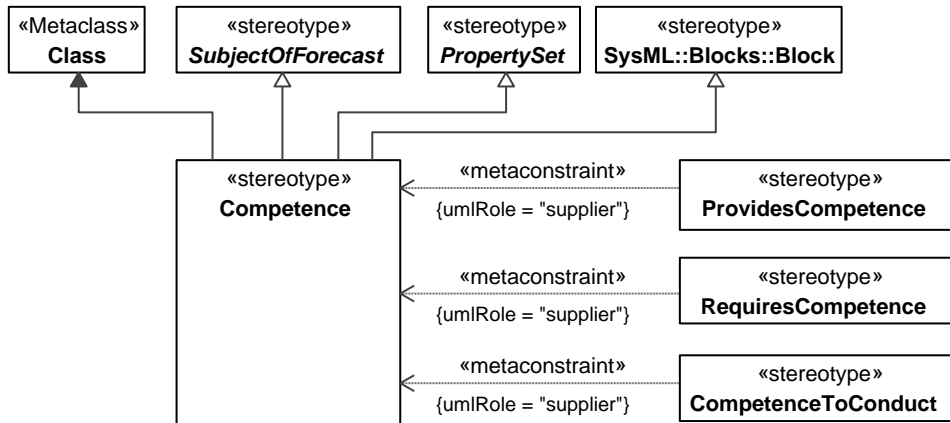 «Metaclass»
Class
«stereotype»
SubjectOfForecast
«stereotype»
PropertySet
«stereotype»
SysML::Blocks::Block
«stereotype»
Competence
«metaconstraint»
{umlRole = "supplier"}
«stereotype»
ProvidesCompetence
«metaconstraint»
{umlRole = "supplier"}
«stereotype»
RequiresCompetence
«metaconstraint»
{umlRole = "supplier"}
«stereotype»
CompetenceToConduct